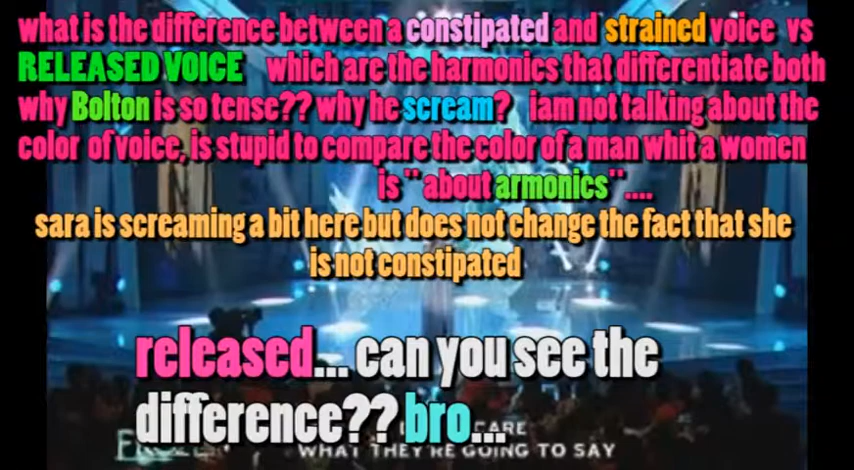 what is the difference between a constipated and strained voice vs
RELEASED VOICE which are the harmonics that differentiate both
why Bolton is so tense?? why he scream? iam not talking about the
color of voice, is stupid to compare the color of a man whit a women
is "about armonics"....
sara is screaming a bit here but does not change the fact that she
is not constipated
released... can you see the
difference?? bro...
CARE
WHAT THEY'RE GOING TO SAY